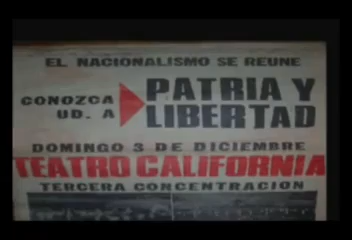 EL NACIONALISMO SE REUNE
CONOZCA UD. A
PATRIA Y LIBERTAD
DOMINGO 3 DE DICIEMBRE
TEATRO CALIFORNIA
TERCERA CONCENTRACION